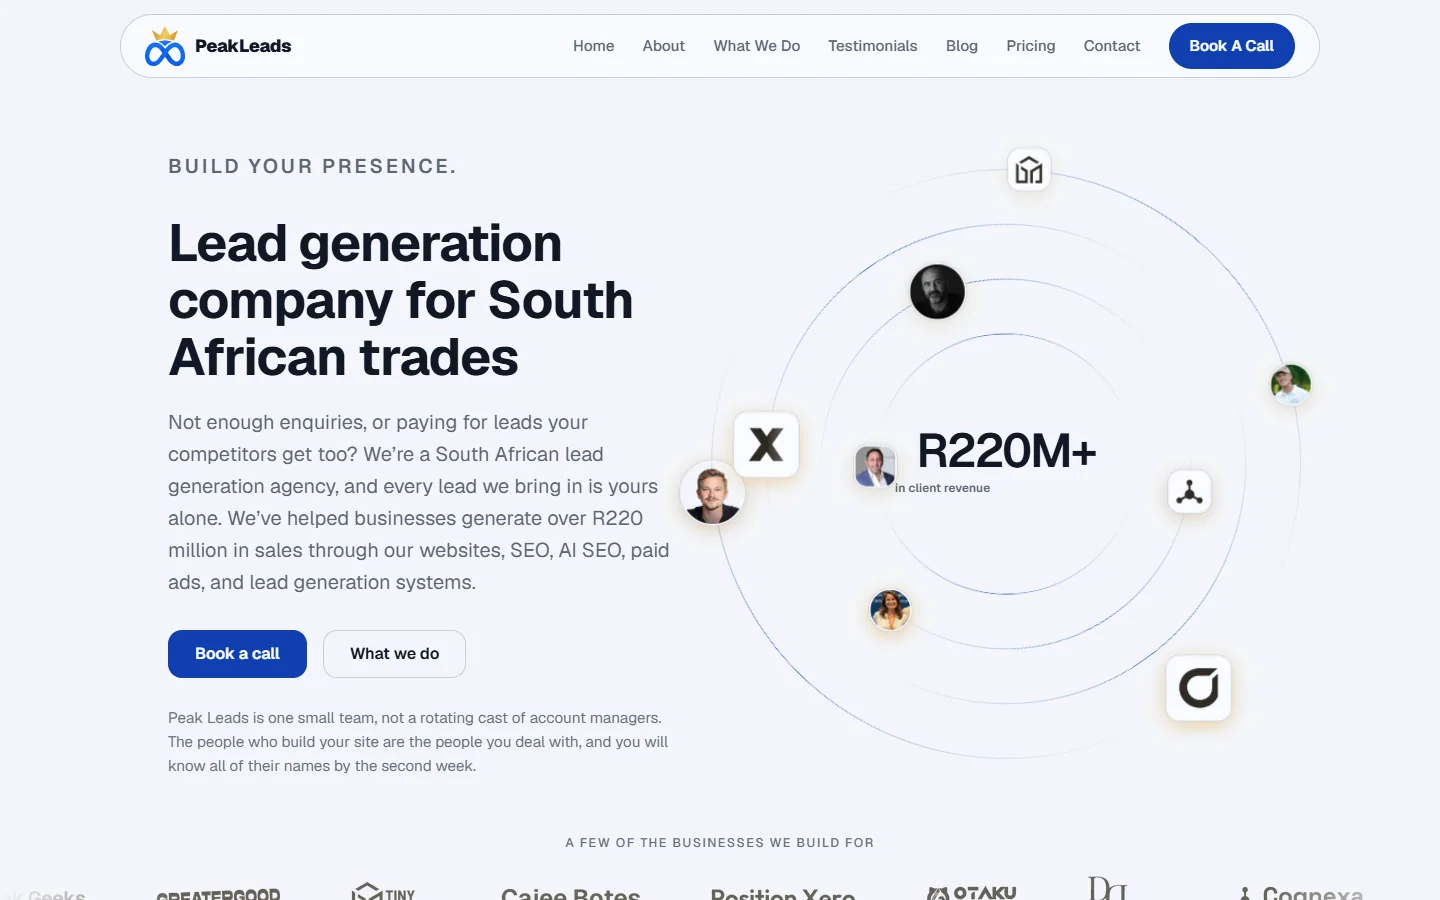 PeakLeads
Home
About
What We Do
Testimonials
Blog
Pricing
Contact
Book A Call
BUILD YOUR PRESENCE.
Lead generation
company for South
African trades
Not enough enquiries, or paying for leads your
competitors get too? We’re a South African lead
generation agency, and every lead we bring in is yours
alone. We’ve helped businesses generate over R220
million in sales through our websites, SEO, AI SEO, paid
ads, and lead generation systems.
Book a call
What we do
Peak Leads is one small team, not a rotating cast of account managers.
The people who build your site are the people you deal with, and you will
know all of their names by the second week.
R220M+
in client revenue
A FEW OF THE BUSINESSES WE BUILD FOR
Geeks
GREATERGOOD
TINY
Cajee Botes
Position Xero
OTAKU
Cognexa